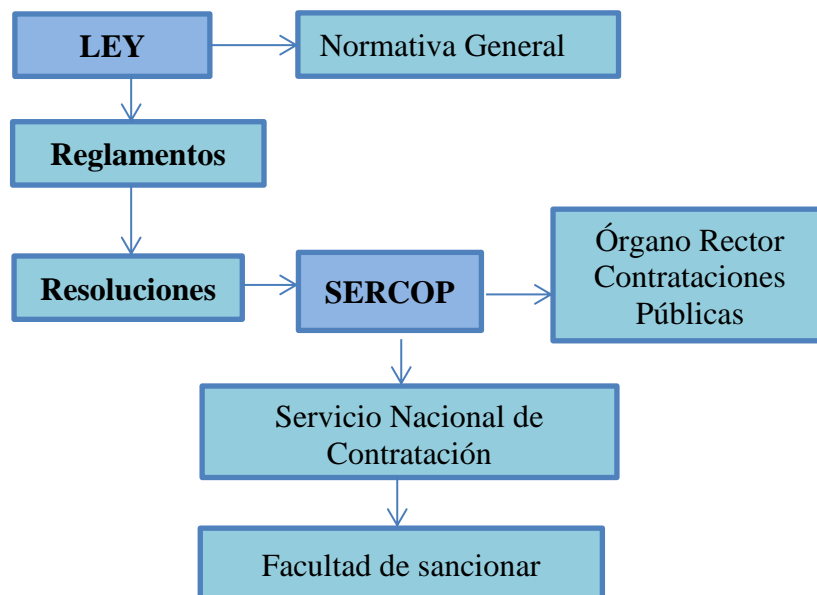 LEY
Normativa General
Reglamentos
Resoluciones
SERCOP
Órgano Rector
Contrataciones
Públicas
Servicio Nacional de
Contratación
Facultad de sancionar